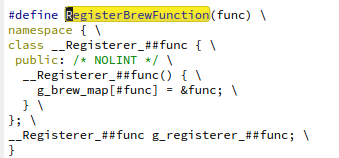 #define RegisterBrewFunction(func) \
namespace { \
class __Registerer_##func { \
 public: /* NOLINT */ \
  __Registerer_##func() { \
    g_brew_map[#func] = &func; \
  } \
}; \
__Registerer_##func g_registerer_##func; \
}